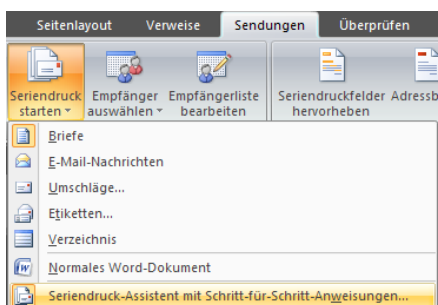 Seitenlayout Verweise Sendungen Überprüfen
Seriendruck starten Empfänger auswählen Empfängerliste bearbeiten Seriendruckfelder hervorheben
Briefe
E-Mail-Nachrichten
Umschläge...
Etiketten...
Verzeichnis
Normales Word-Dokument
Seriendruck-Assistent mit Schritt-für-Schritt-Anweisungen...